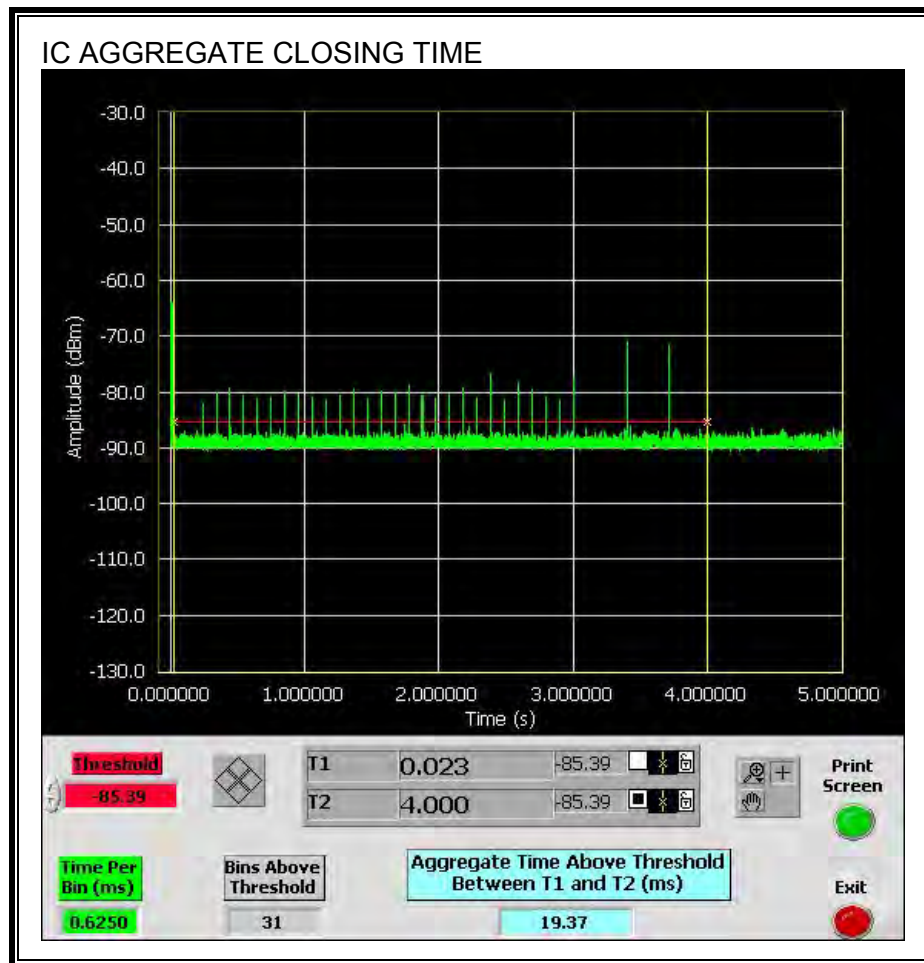 IC AGGREGATE CLOSING TIME
-30.0
-40.0
-50.0
-60.0
-70.0
-80.0
-90.0
-100.0
-110.0
-120.0
-130.0
Amplitude (dBm)
0.000000 1.000000 2.000000 3.000000 4.000000 5.000000
Time (s)
Threshold
-85.39
T1 0.023 -85.39
T2 4.000 -85.39
Print
Screen
Time Per
Bin (ms)
0.6250
Bins Above
Threshold
31
Aggregate Time Above Threshold
Between T1 and T2 (ms)
19.37
Exit